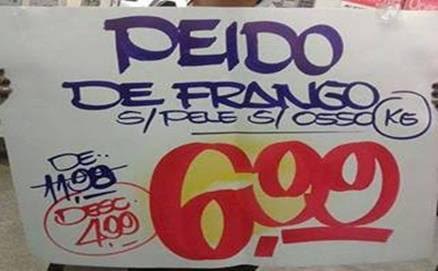 PEIDO
DE FRANGO
S/ PELE S/ OSSO KG
DE:
11,98
DESC.
4,99
6,99